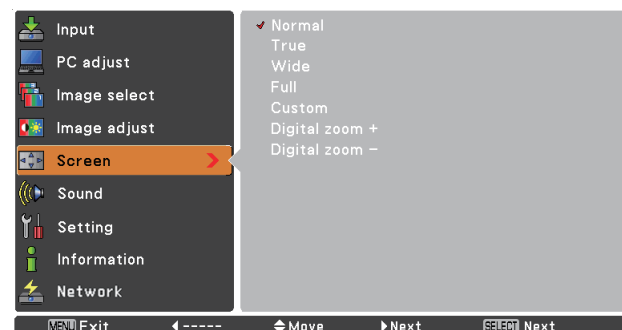 Input
PC adjust
Image select
Image adjust
Screen
Sound
Setting
Information
Network
Normal
True
Wide
Full
Custom
Digital zoom +
Digital zoom –
MENU Exit ◀ ----- ⬍ Move ▶ Next SELECT Next